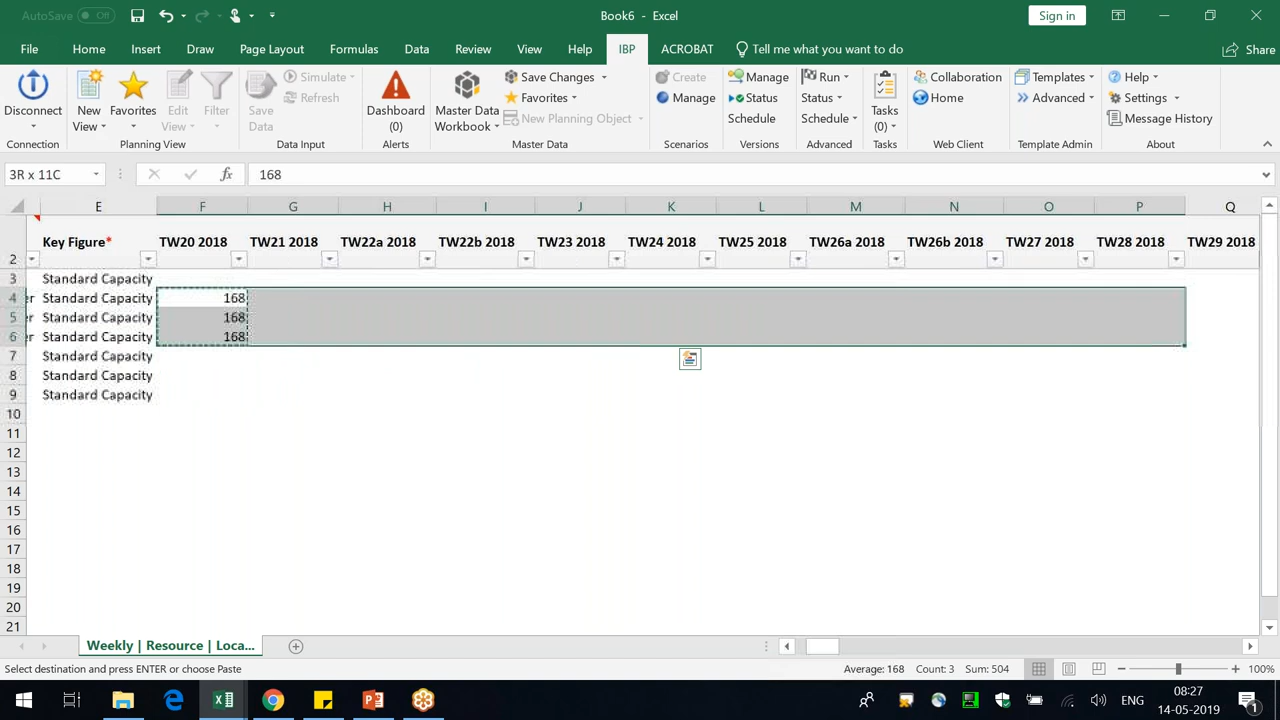 AutoSave Off Book6 - Excel Sign in
File Home Insert Draw Page Layout Formulas Data Review View Help IBP ACROBAT Tell me what you want to do Share
Disconnect New View Favorites Edit View Filter Save Data Simulate Refresh Dashboard (0) Master Data Workbook Save Changes Favorites New Planning Object Create Manage Manage Status Schedule Run Status Schedule Tasks (0) Collaboration Home Templates Advanced Help Settings Message History
Connection Planning View Data Input Alerts Master Data Scenarios Versions Advanced Tasks Web Client Template Admin About
3R x 11C fx 168
E F G H I J K L M N O P Q
Key Figure* TW20 2018 TW21 2018 TW22a 2018 TW22b 2018 TW23 2018 TW24 2018 TW25 2018 TW26a 2018 TW26b 2018 TW27 2018 TW28 2018 TW29 2018
2
3 Standard Capacity
4 er Standard Capacity 168
5 er Standard Capacity 168
6 er Standard Capacity 168
7 Standard Capacity
8 Standard Capacity
9 Standard Capacity
10
11
12
13
14
15
16
17
18
19
20
21
Weekly | Resource | Loca...
Select destination and press ENTER or choose Paste Average: 168 Count: 3 Sum: 504 100%
ENG 08:27
14-05-2019 1